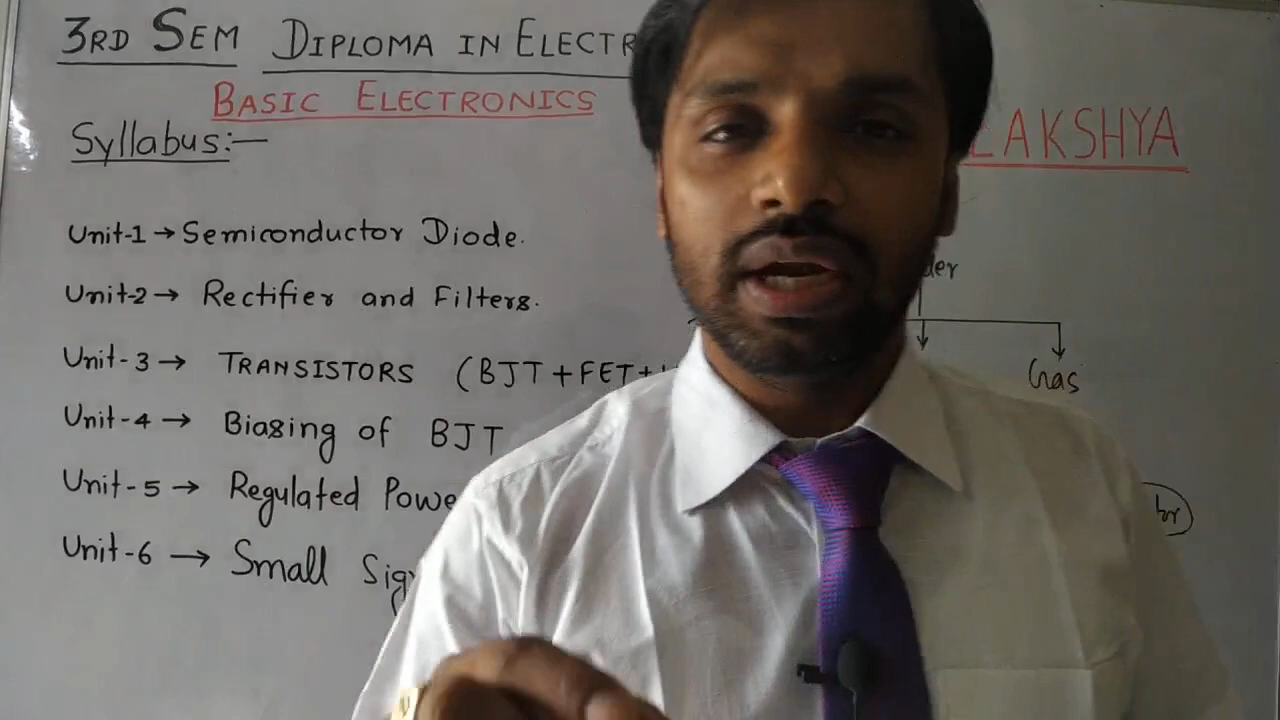 3RD SEM DIPLOMA IN ELECTR
BASIC ELECTRONICS
LAKSHYA
Syllabus:—
Unit-1 → Semiconductor Diode.
Unit-2 → Rectifier and Filters.
der
Unit-3 → TRANSISTORS (BJT+FET+
Gas
Unit-4 → Biasing of BJT
Unit-5 → Regulated Powe
Unit-6 → Small Sig